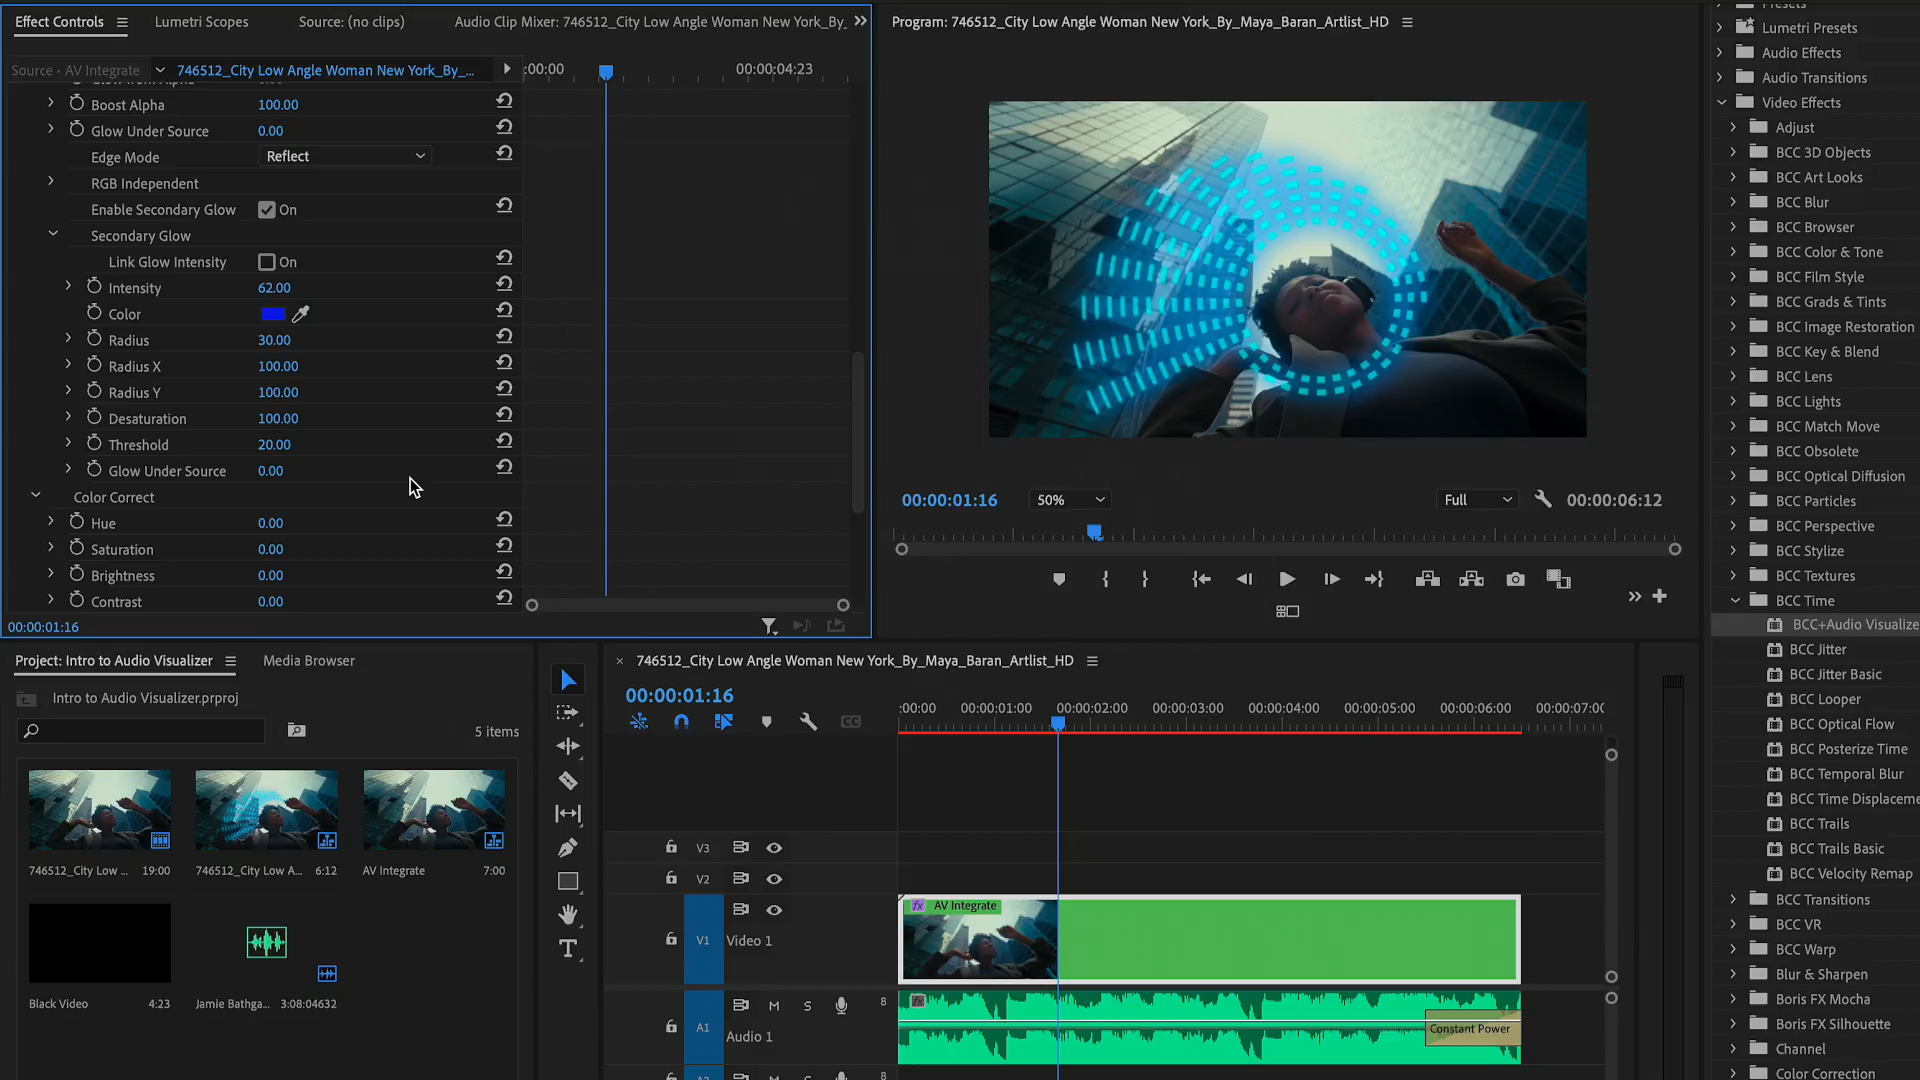 Effect Controls
Lumetri Scopes
Source: (no clips)
Audio Clip Mixer: 746512_City Low Angle Woman New York_By_
Source • AV Integrate
746512_City Low Angle Woman New York_By_...
:00:00
00:00:04:23
Boost Alpha 100.00
Glow Under Source 0.00
Edge Mode Reflect
RGB Independent
Enable Secondary Glow On
Secondary Glow
Link Glow Intensity On
Intensity 62.00
Color
Radius 30.00
Radius X 100.00
Radius Y 100.00
Desaturation 100.00
Threshold 20.00
Glow Under Source 0.00
Color Correct
Hue 0.00
Saturation 0.00
Brightness 0.00
Contrast 0.00
00:00:01:16
Program: 746512_City Low Angle Woman New York_By_Maya_Baran_Artlist_HD
00:00:01:16
50%
Full
00:00:06:12
Presets
Lumetri Presets
Audio Effects
Audio Transitions
Video Effects
Adjust
BCC 3D Objects
BCC Art Looks
BCC Blur
BCC Browser
BCC Color & Tone
BCC Film Style
BCC Grads & Tints
BCC Image Restoration
BCC Key & Blend
BCC Lens
BCC Lights
BCC Match Move
BCC Obsolete
BCC Optical Diffusion
BCC Particles
BCC Perspective
BCC Stylize
BCC Textures
BCC Time
BCC+Audio Visualize
BCC Jitter
BCC Jitter Basic
BCC Looper
BCC Optical Flow
BCC Posterize Time
BCC Temporal Blur
BCC Time Displaceme
BCC Trails
BCC Trails Basic
BCC Velocity Remap
BCC Transitions
BCC VR
BCC Warp
Blur & Sharpen
Boris FX Mocha
Boris FX Silhouette
Channel
Color Correction
Project: Intro to Audio Visualizer
Media Browser
Intro to Audio Visualizer.prproj
5 items
746512_City Low ... 19:00
746512_City Low A... 6:12
AV Integrate 7:00
Black Video 4:23
Jamie Bathga... 3:08:04632
746512_City Low Angle Woman New York_By_Maya_Baran_Artlist_HD
00:00:01:16
CC
:00:00
00:00:01:00
00:00:02:00
00:00:03:00
00:00:04:00
00:00:05:00
00:00:06:00
00:00:07:0
V3
V2
V1 Video 1
fx AV Integrate
A1 Audio 1
M S 8
fx
Constant Power
A2 M S 8